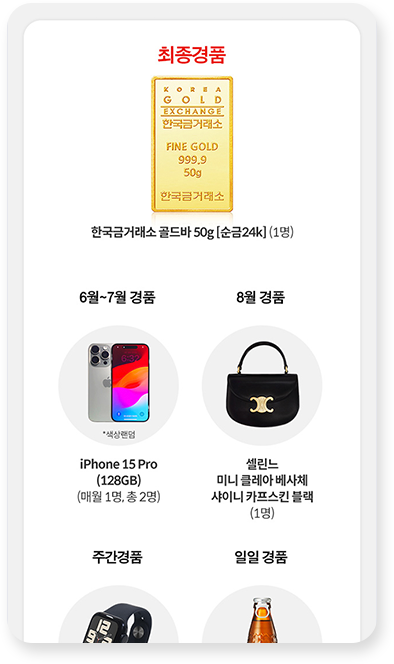 최종경품
KOREA
GOLD
EXCHANGE
한국금거래소
FINE GOLD
999.9
50g
한국금거래소
한국금거래소 골드바 50g [순금24k] (1명)
6월~7월 경품
8월 경품
*색상랜덤
iPhone 15 Pro
(128GB)
(매월 1명, 총 2명)
셀린느
미니 클레아 베사체
샤이니 카프스킨 블랙
(1명)
주간경품
일일 경품